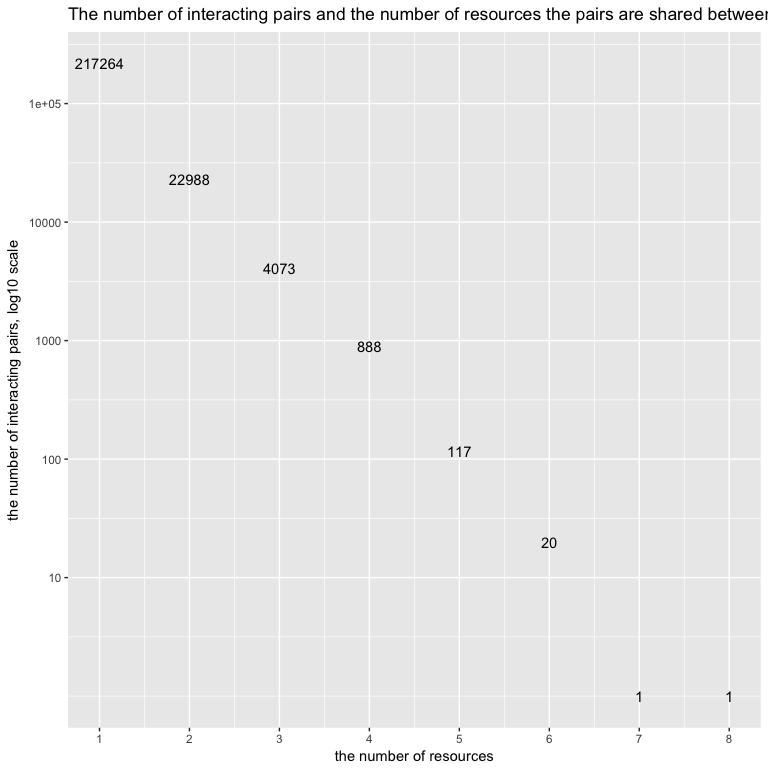 The number of interacting pairs and the number of resources the pairs are shared between
217264
1e+05
22988
10000
4073
1000
888
117
100
20
10
1 1
1 2 3 4 5 6 7 8
the number of resources
the number of interacting pairs, log10 scale